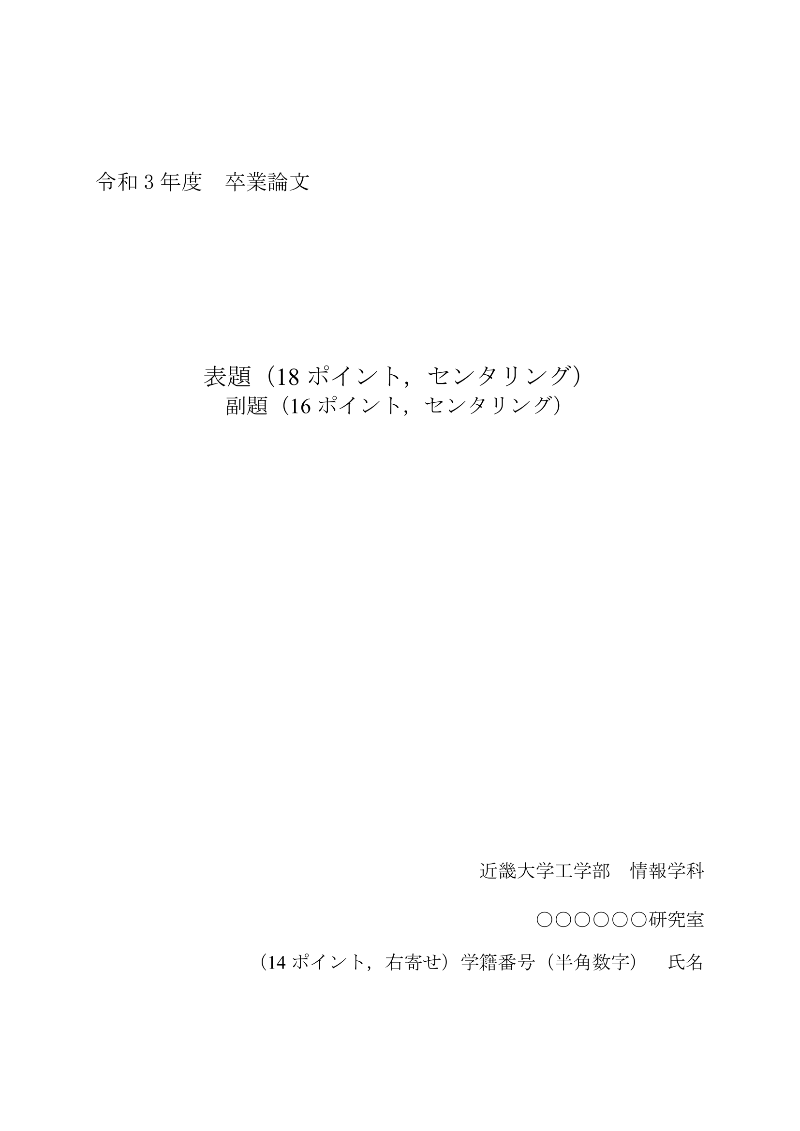 令和 3 年度　卒業論文
表題（18 ポイント，センタリング）
副題（16 ポイント，センタリング）
近畿大学工学部　情報学科
○○○○○○研究室
（14 ポイント，右寄せ）学籍番号（半角数字）　氏名